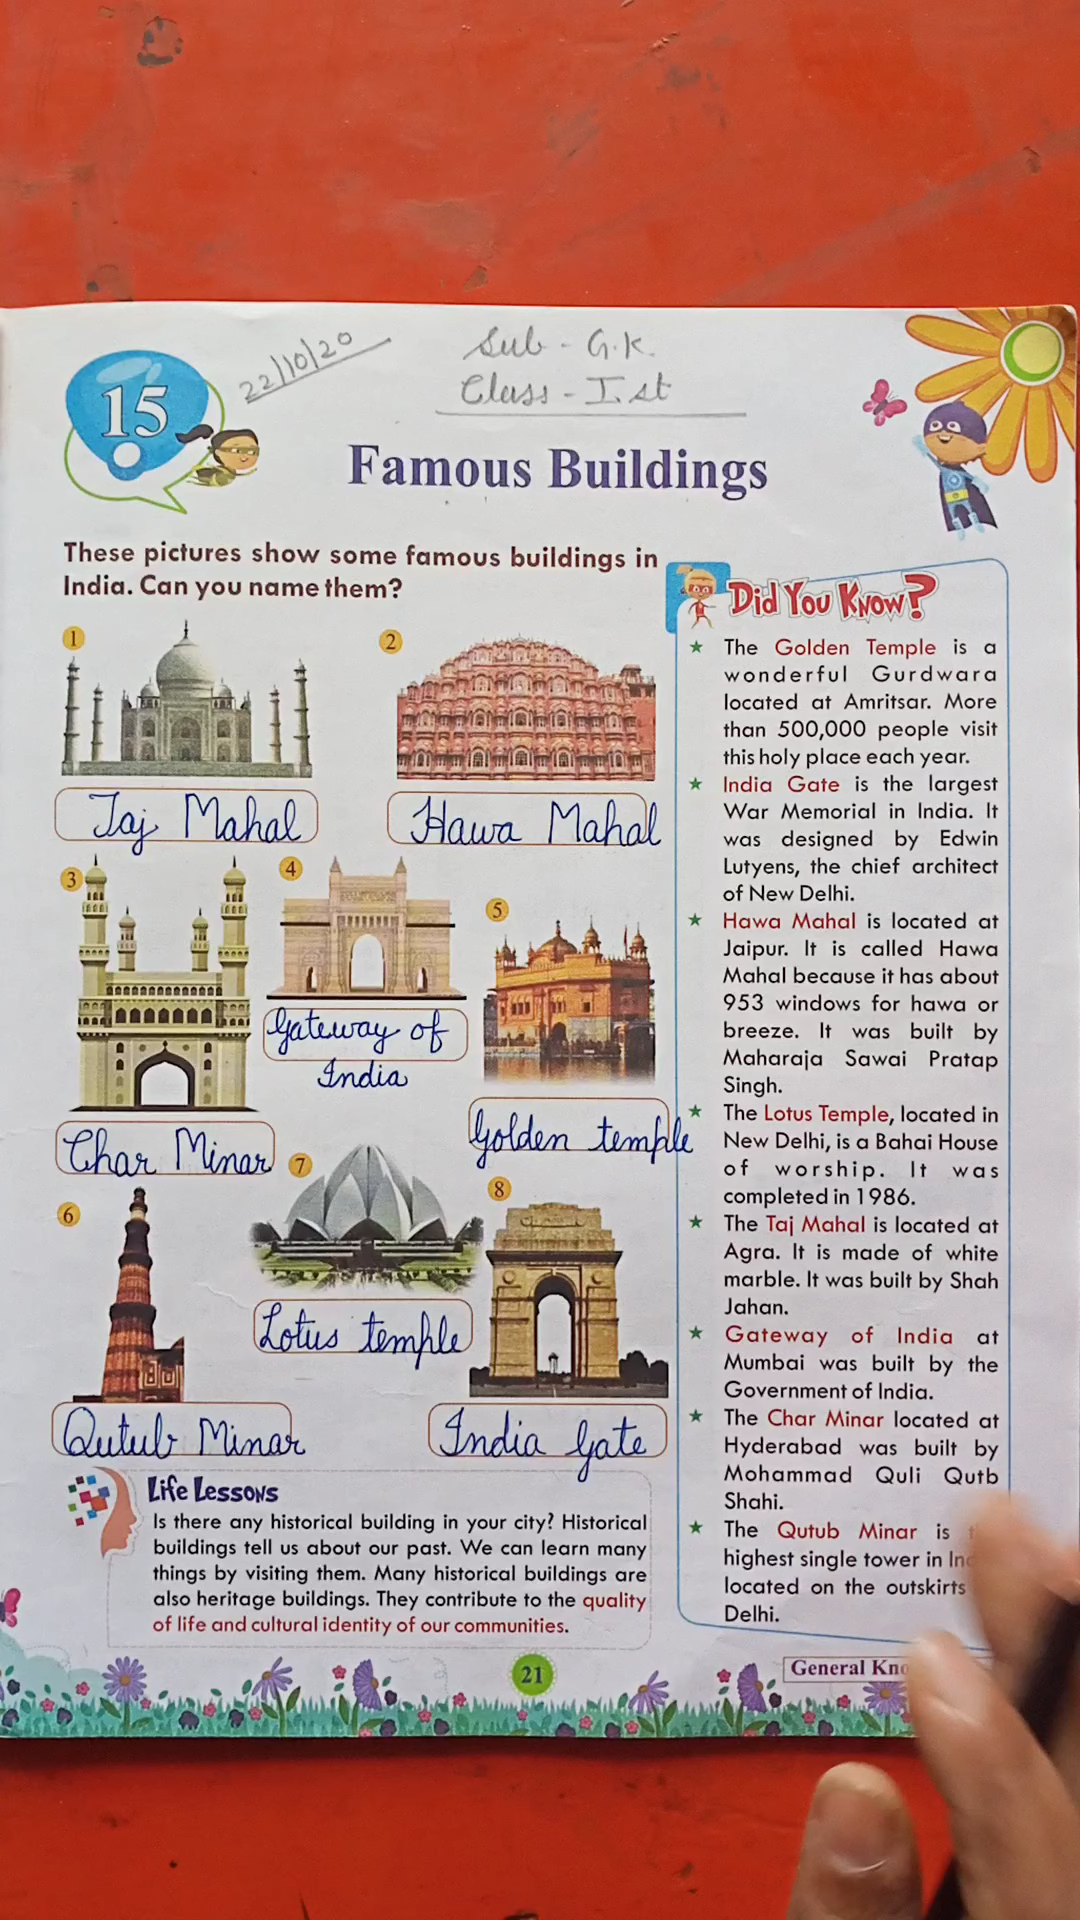 22/10/20
Sub - G.K.
Class - I.st
15
Famous Buildings
These pictures show some famous buildings in
India. Can you name them?
1
2
Taj Mahal
Hawa Mahal
3
4
5
Gateway of
India
Char Minar
Golden temple
6
7
8
Lotus temple
Qutub Minar
India Gate
Life Lessons
Is there any historical building in your city? Historical
buildings tell us about our past. We can learn many
things by visiting them. Many historical buildings are
also heritage buildings. They contribute to the quality
of life and cultural identity of our communities.
Did You Know?
★ The Golden Temple is a
wonderful Gurdwara
located at Amritsar. More
than 500,000 people visit
this holy place each year.
★ India Gate is the largest
War Memorial in India. It
was designed by Edwin
Lutyens, the chief architect
of New Delhi.
★ Hawa Mahal is located at
Jaipur. It is called Hawa
Mahal because it has about
953 windows for hawa or
breeze. It was built by
Maharaja Sawai Pratap
Singh.
★ The Lotus Temple, located in
New Delhi, is a Bahai House
of worship. It was
completed in 1986.
★ The Taj Mahal is located at
Agra. It is made of white
marble. It was built by Shah
Jahan.
★ Gateway of India at
Mumbai was built by the
Government of India.
★ The Char Minar located at
Hyderabad was built by
Mohammad Quli Qutb
Shahi.
★ The Qutub Minar is
highest single tower in
located on the outskirts
Delhi.
21
General